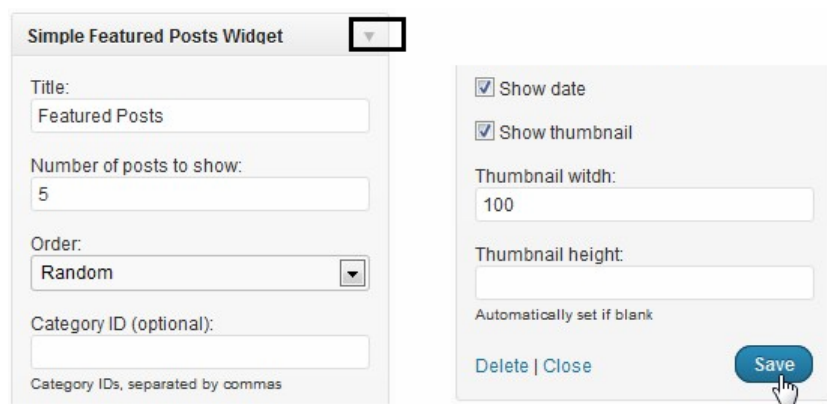 Simple Featured Posts Widget
Title:
Featured Posts
Number of posts to show:
5
Order:
Random
Category ID (optional):
Category IDs, separated by commas
Show date
Show thumbnail
Thumbnail witdh:
100
Thumbnail height:
Automatically set if blank
Delete | Close
Save